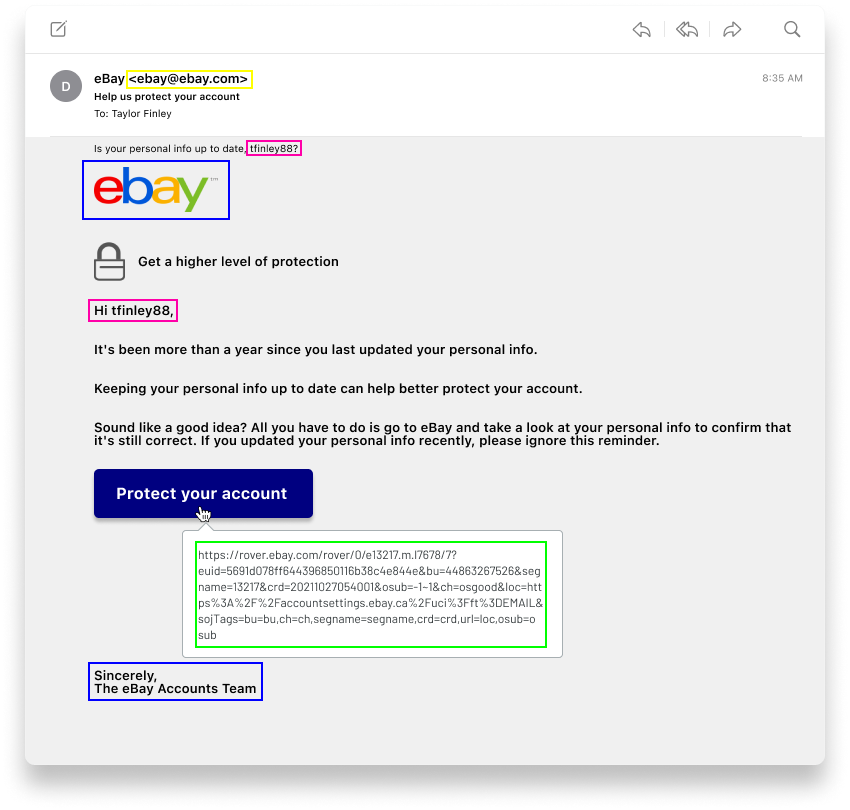 eBay <ebay@ebay.com>
8:35 AM
D
Help us protect your account
To: Taylor Finley
Is your personal info up to date, tfinley88?
ebay™
Get a higher level of protection
Hi tfinley88,
It's been more than a year since you last updated your personal info.
Keeping your personal info up to date can help better protect your account.
Sound like a good idea? All you have to do is go to eBay and take a look at your personal info to confirm that
it's still correct. If you updated your personal info recently, please ignore this reminder.
Protect your account
https://rover.ebay.com/rover/0/e13217.m.l7678/7?
euid=5691d078ff644396850116b38c4e844e&bu=44863267526&seg
name=13217&crd=20211027054001&osub=-1~1&ch=osgood&loc=htt
ps%3A%2F%2Faccountsettings.ebay.ca%2Fuci%3Fft%3DEMAIL&
sojTags=bu=bu,ch=ch,segname=segname,crd=crd,url=loc,osub=o
sub
Sincerely,
The eBay Accounts Team